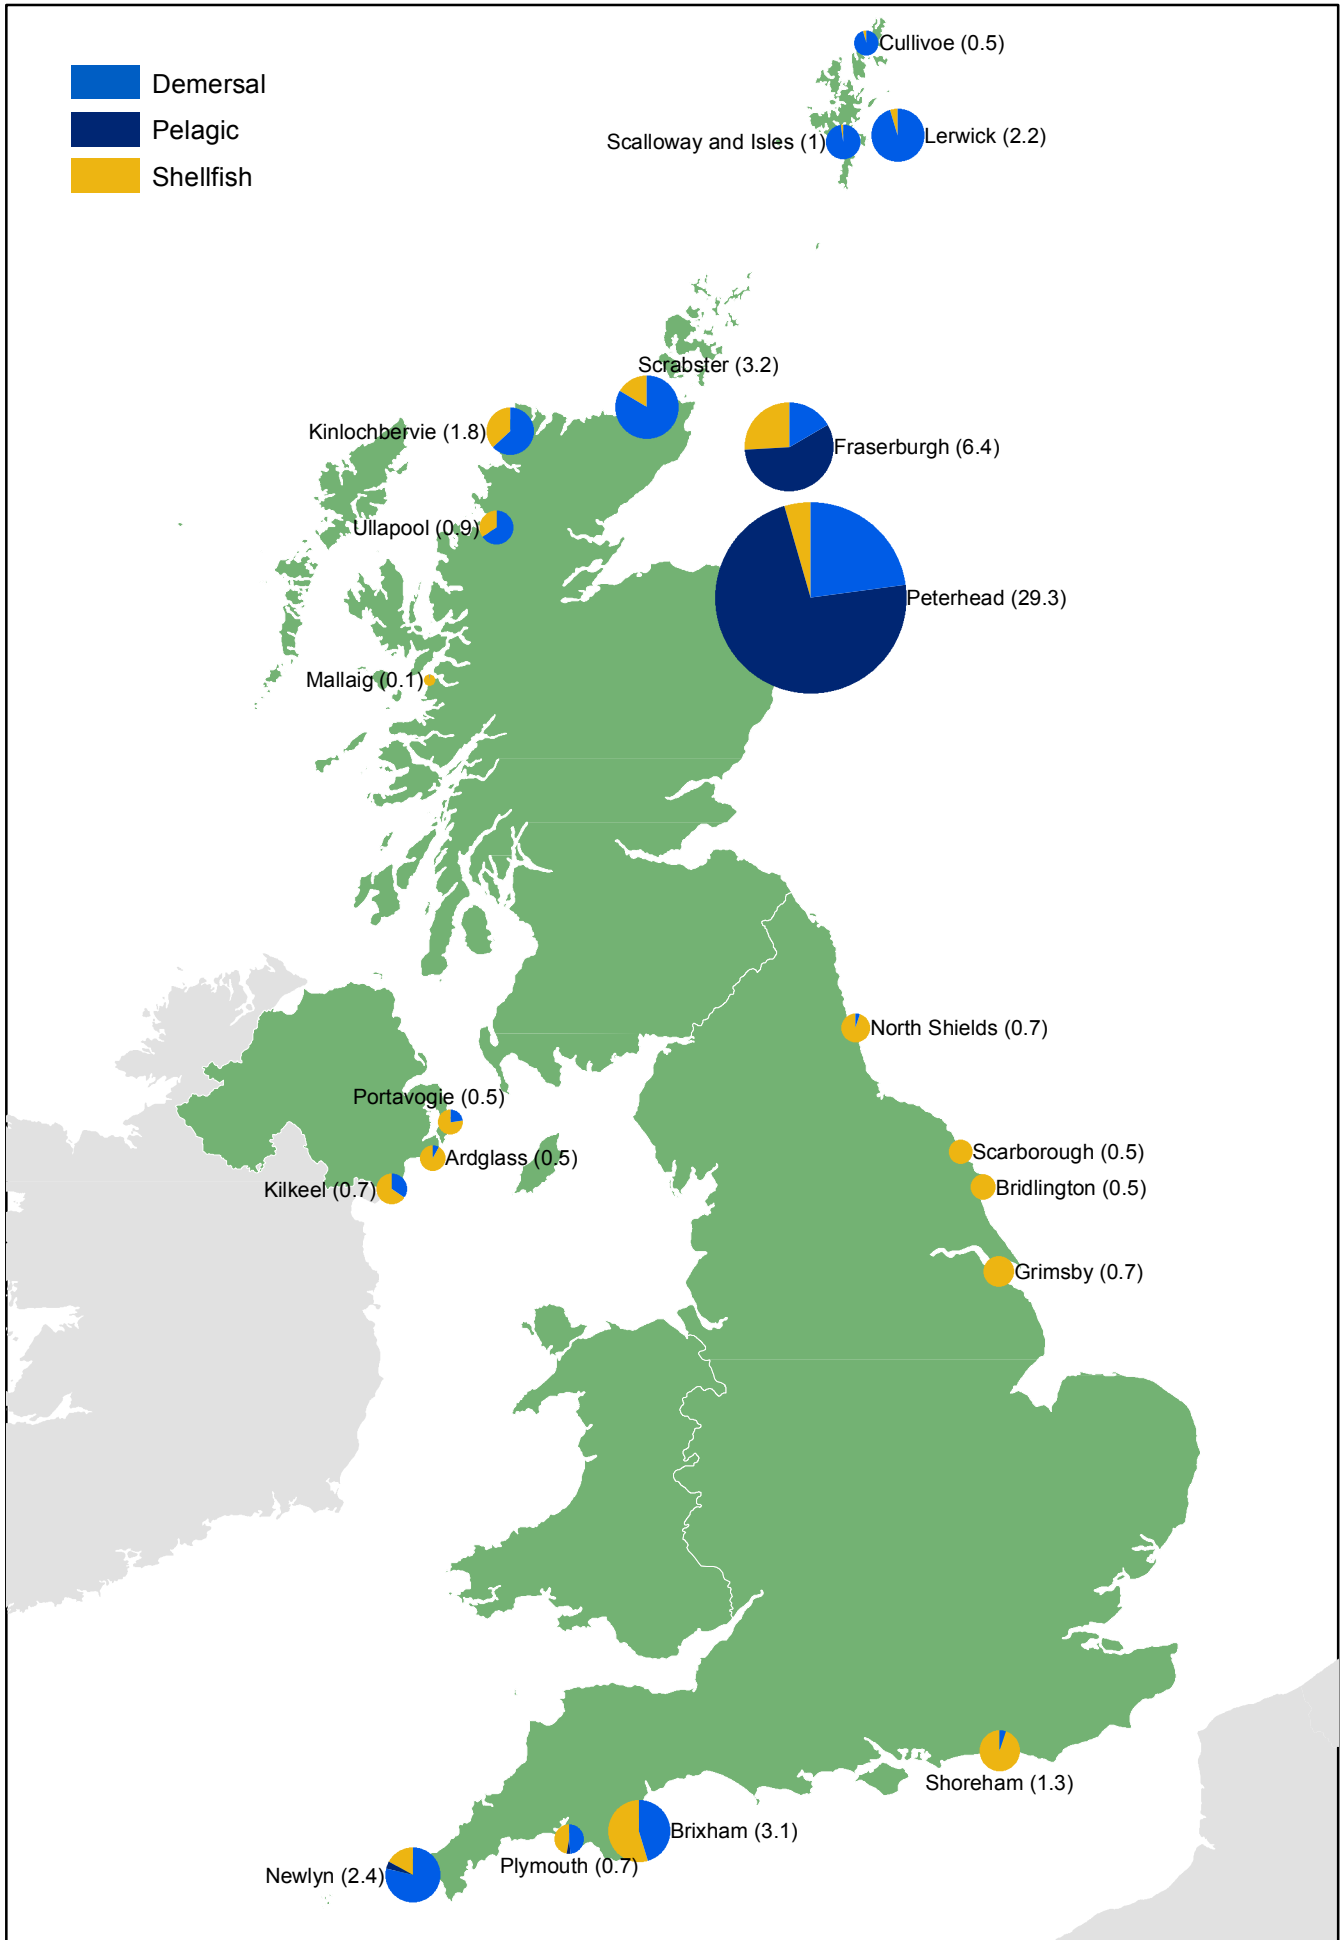 Cullivoe (0.5)
Demersal
Pelagic
Lerwick (2.2)
Scalloway and Isles (1)
Shellfish
Scrabster (3.2)
Kinlochbervie (1.8)
Fraserburgh (6.4)
Ullapool (0.9)
Peterhead (29.3)
Mallaig (0.1)
North Shields (0.7)
Portavogie (0.5)
Scarborough (0.5)
Ardglass (0.5)
Bridlington (0.5)
Kilkeel (0.7)
Grimsby (0.7)
Shoreham (1.3)
Brixham (3.1)
Plymouth (0.7)
Newlyn (2.4)